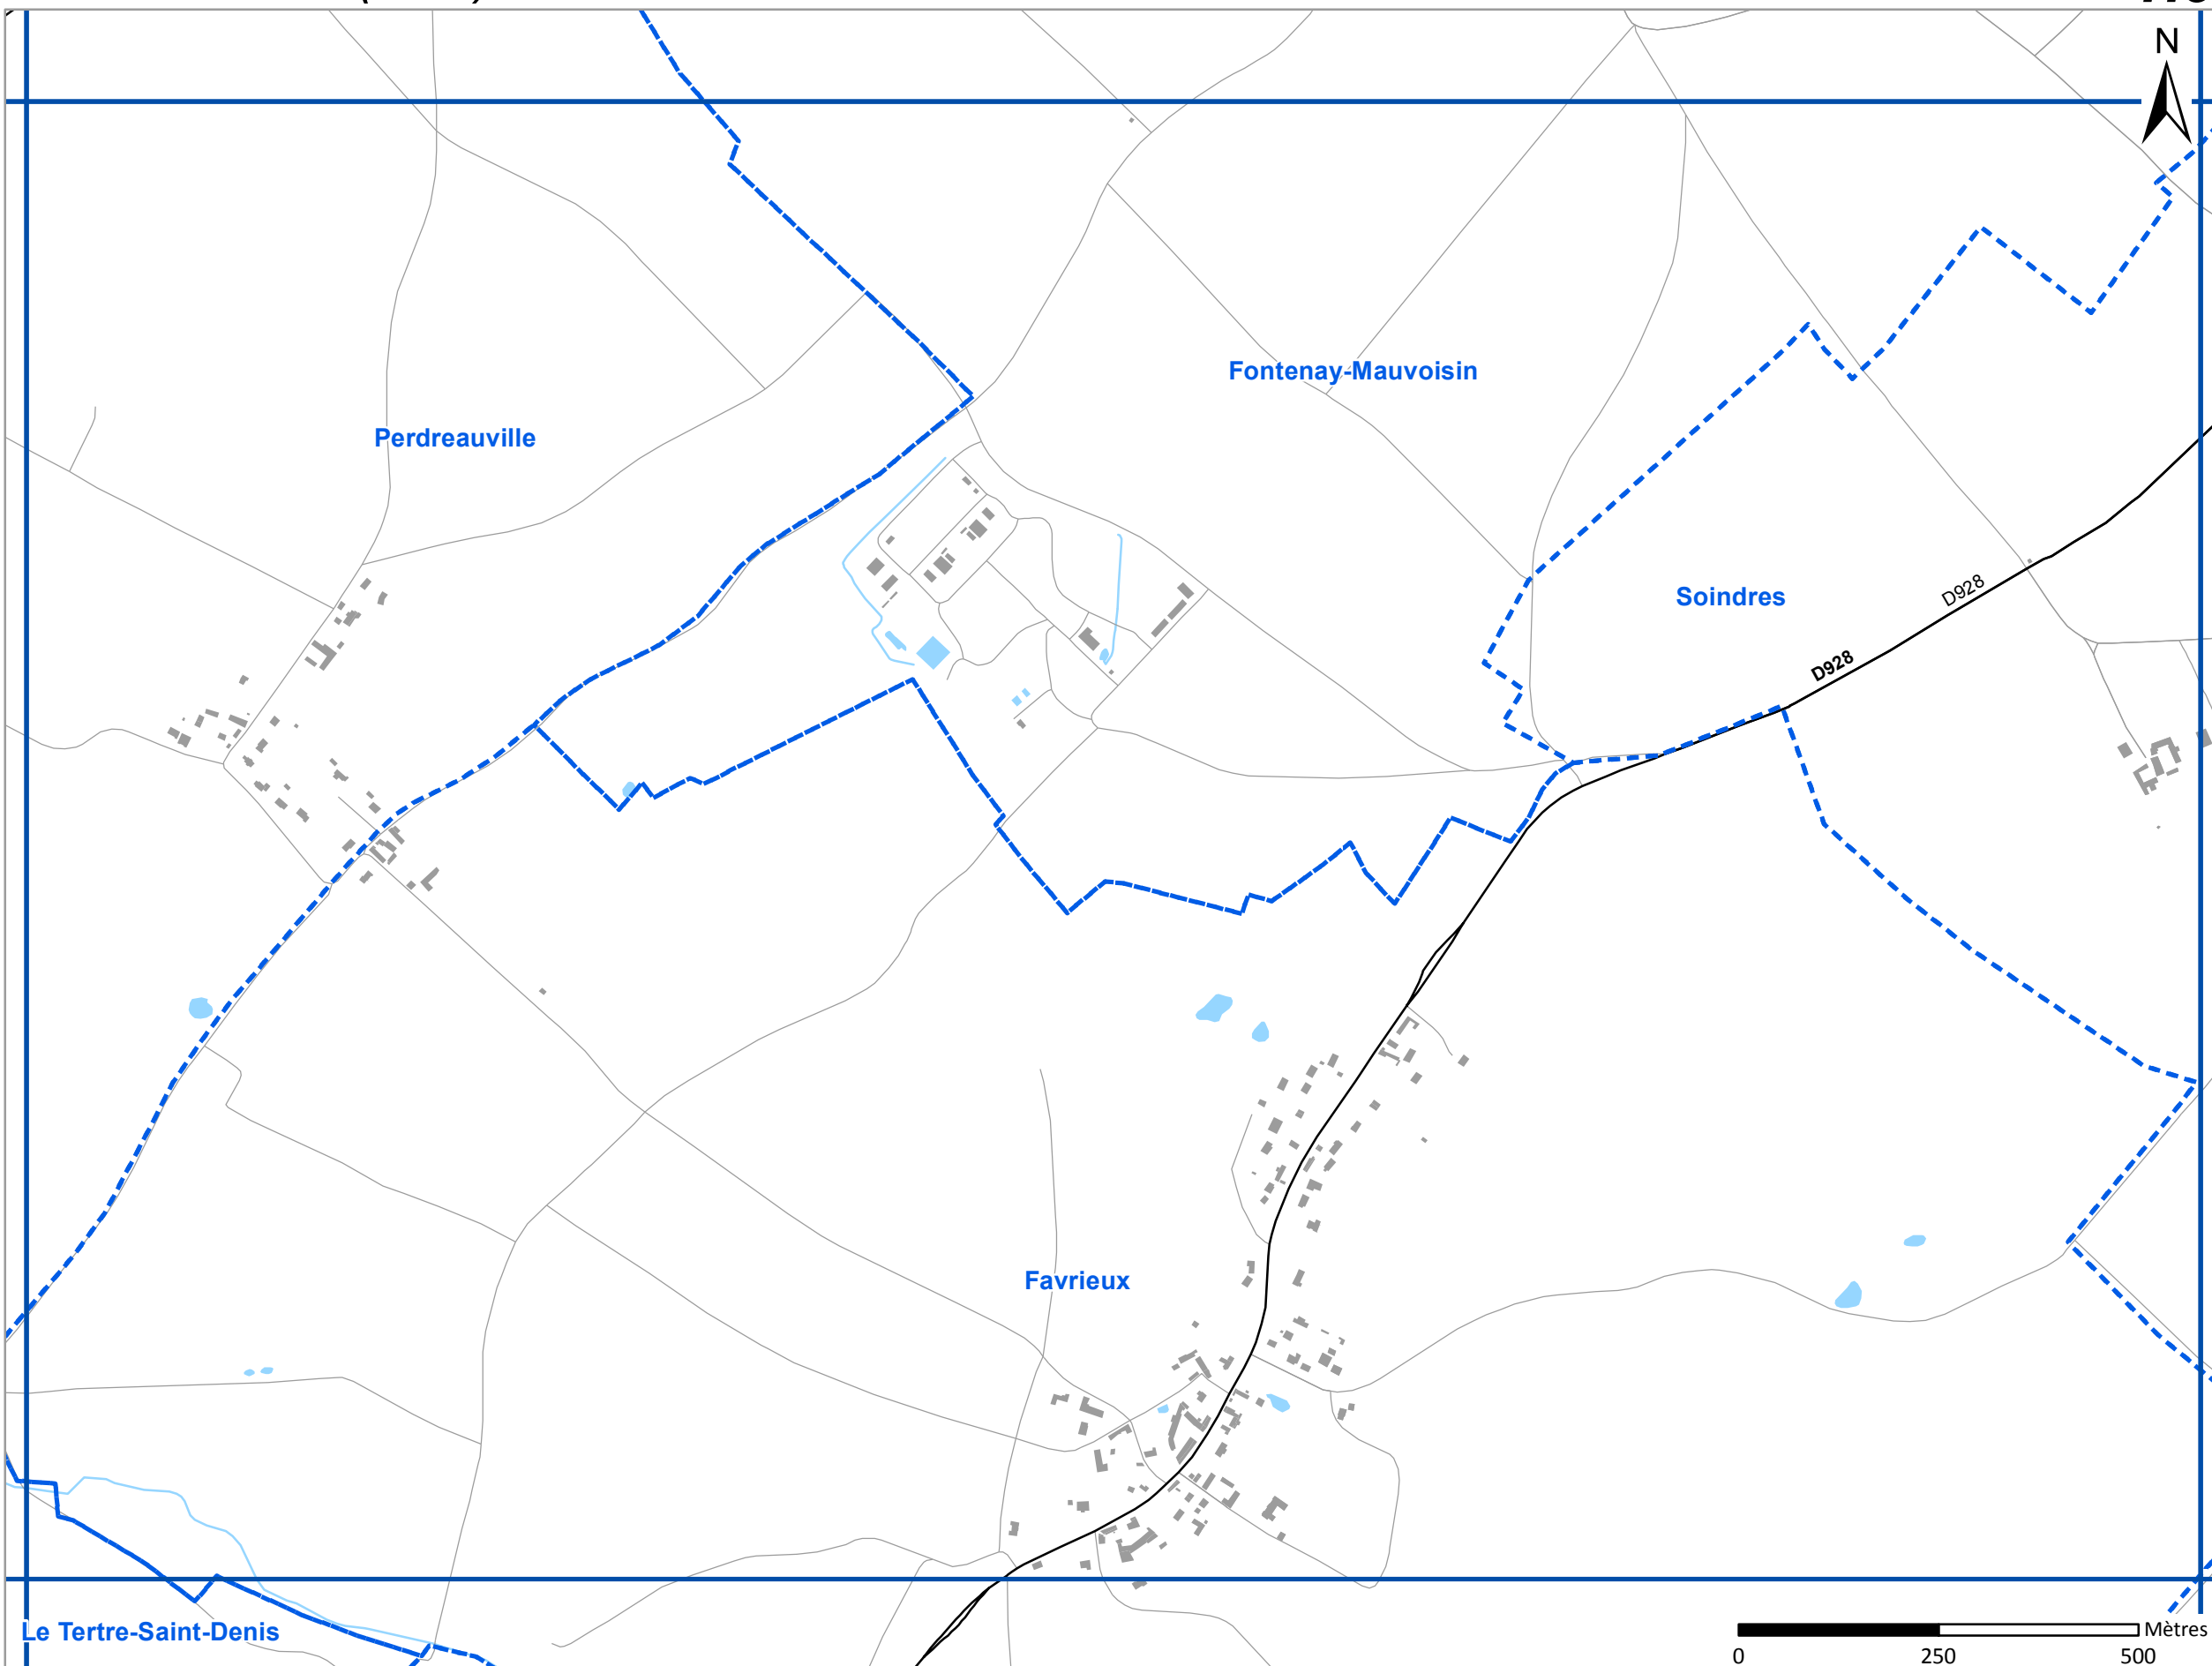 N
Fontenay-Mauvoisin
Perdreauville
Soindres
D928
D928
Favrieux
Le Tertre-Saint-Denis
Mètres
0 250 500